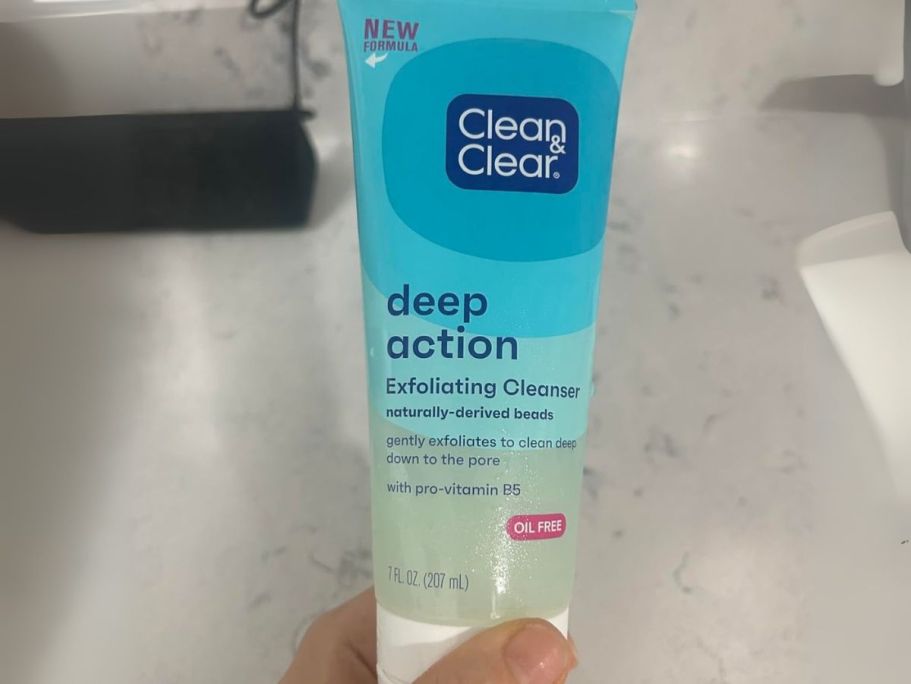 NEW
FORMULA
Clean
&
Clear®
deep
action
Exfoliating Cleanser
naturally-derived beads
gently exfoliates to clean deep
down to the pore
with pro-vitamin B5
OIL FREE
7 FL. OZ. (207 mL)